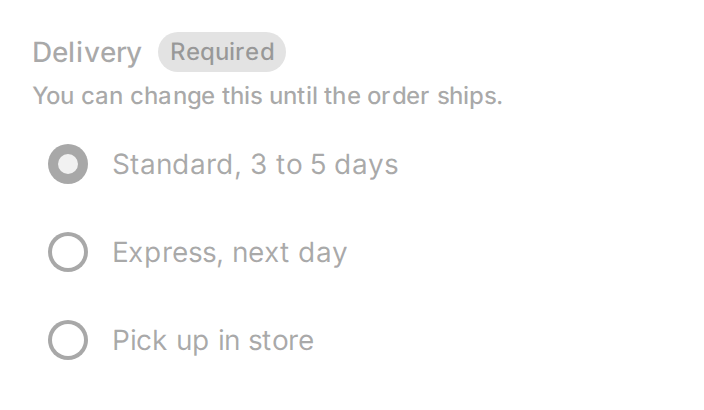 Delivery Required
You can change this until the order ships.
Standard, 3 to 5 days
Express, next day
Pick up in store